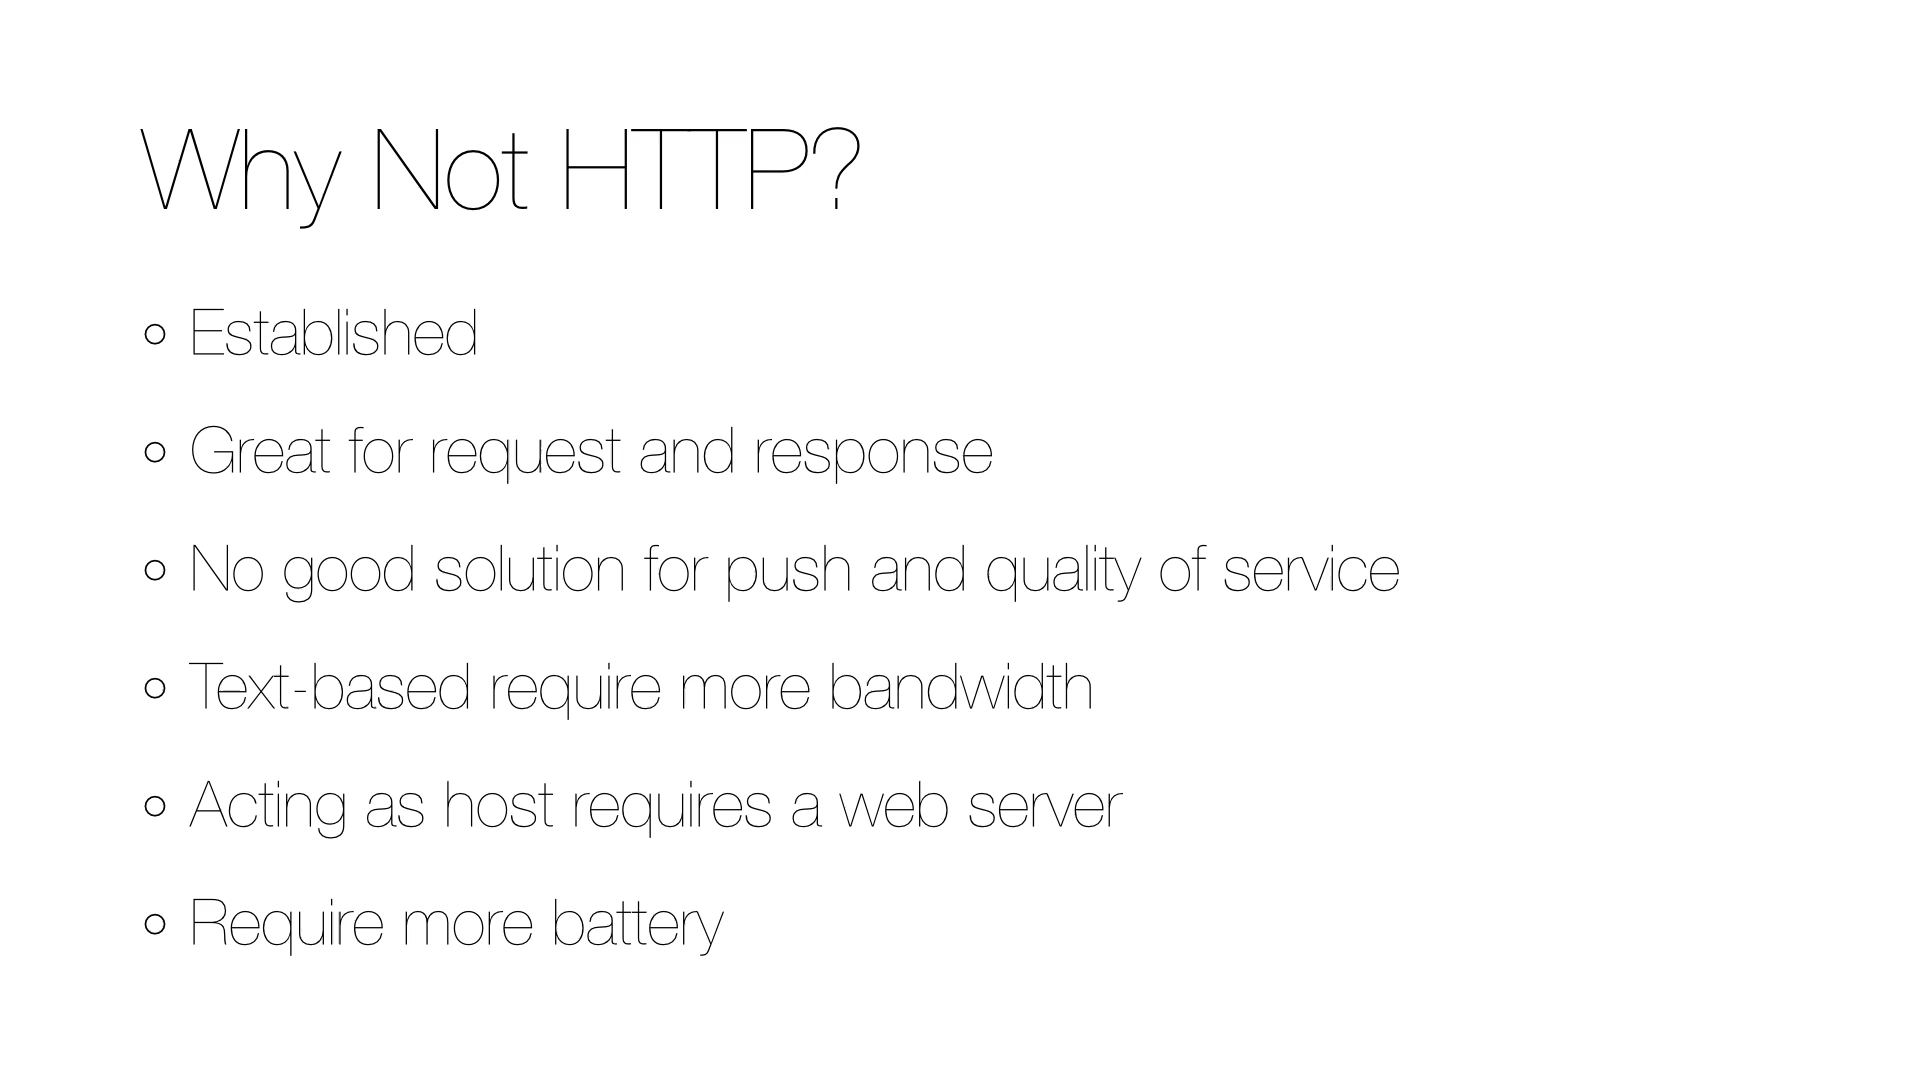 Why Not HTTP?
Established
Great for request and response
No good solution for push and quality of service
Text-based require more bandwidth
Acting as host requires a web server
Require more battery